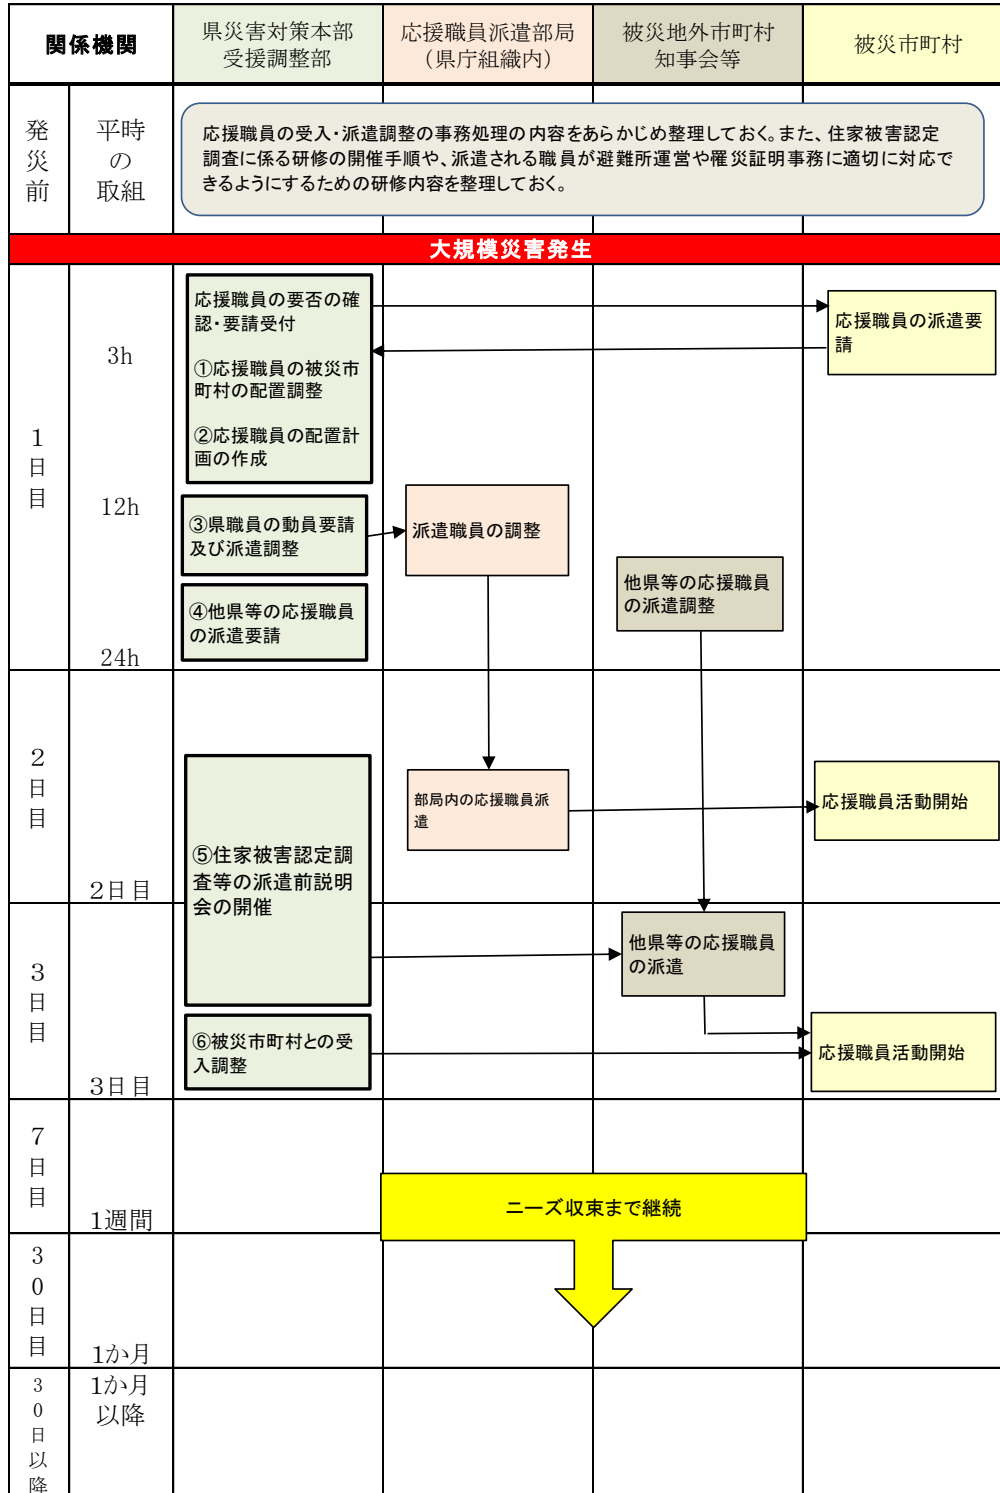 関係機関
県災害対策本部
受援調整部
応援職員派遣部局
（県庁組織内）
被災地外市町村
知事会等
被災市町村
発災前
平時
の
取組
応援職員の受入・派遣調整の事務処理の内容をあらかじめ整理しておく。また、住家被害認定
調査に係る研修の開催手順や、派遣される職員が避難所運営や罹災証明事務に適切に対応で
きるようにするための研修内容を整理しておく。
大規模災害発生
1日目
3h
12h
24h
応援職員の要否の確
認・要請受付
①応援職員の被災市
町村の配置調整
②応援職員の配置計
画の作成
応援職員の派遣要
請
③県職員の動員要請
及び派遣調整
派遣職員の調整
④他県等の応援職員
の派遣要請
他県等の応援職員
の派遣調整
2日目
2日目
⑤住家被害認定調
査等の派遣前説明
会の開催
部局内の応援職員派
遣
応援職員活動開始
3日目
3日目
他県等の応援職員
の派遣
⑥被災市町村との受
入調整
応援職員活動開始
7日目
1週間
ニーズ収束まで継続
30日目
1か月
30日以降
1か月
以降